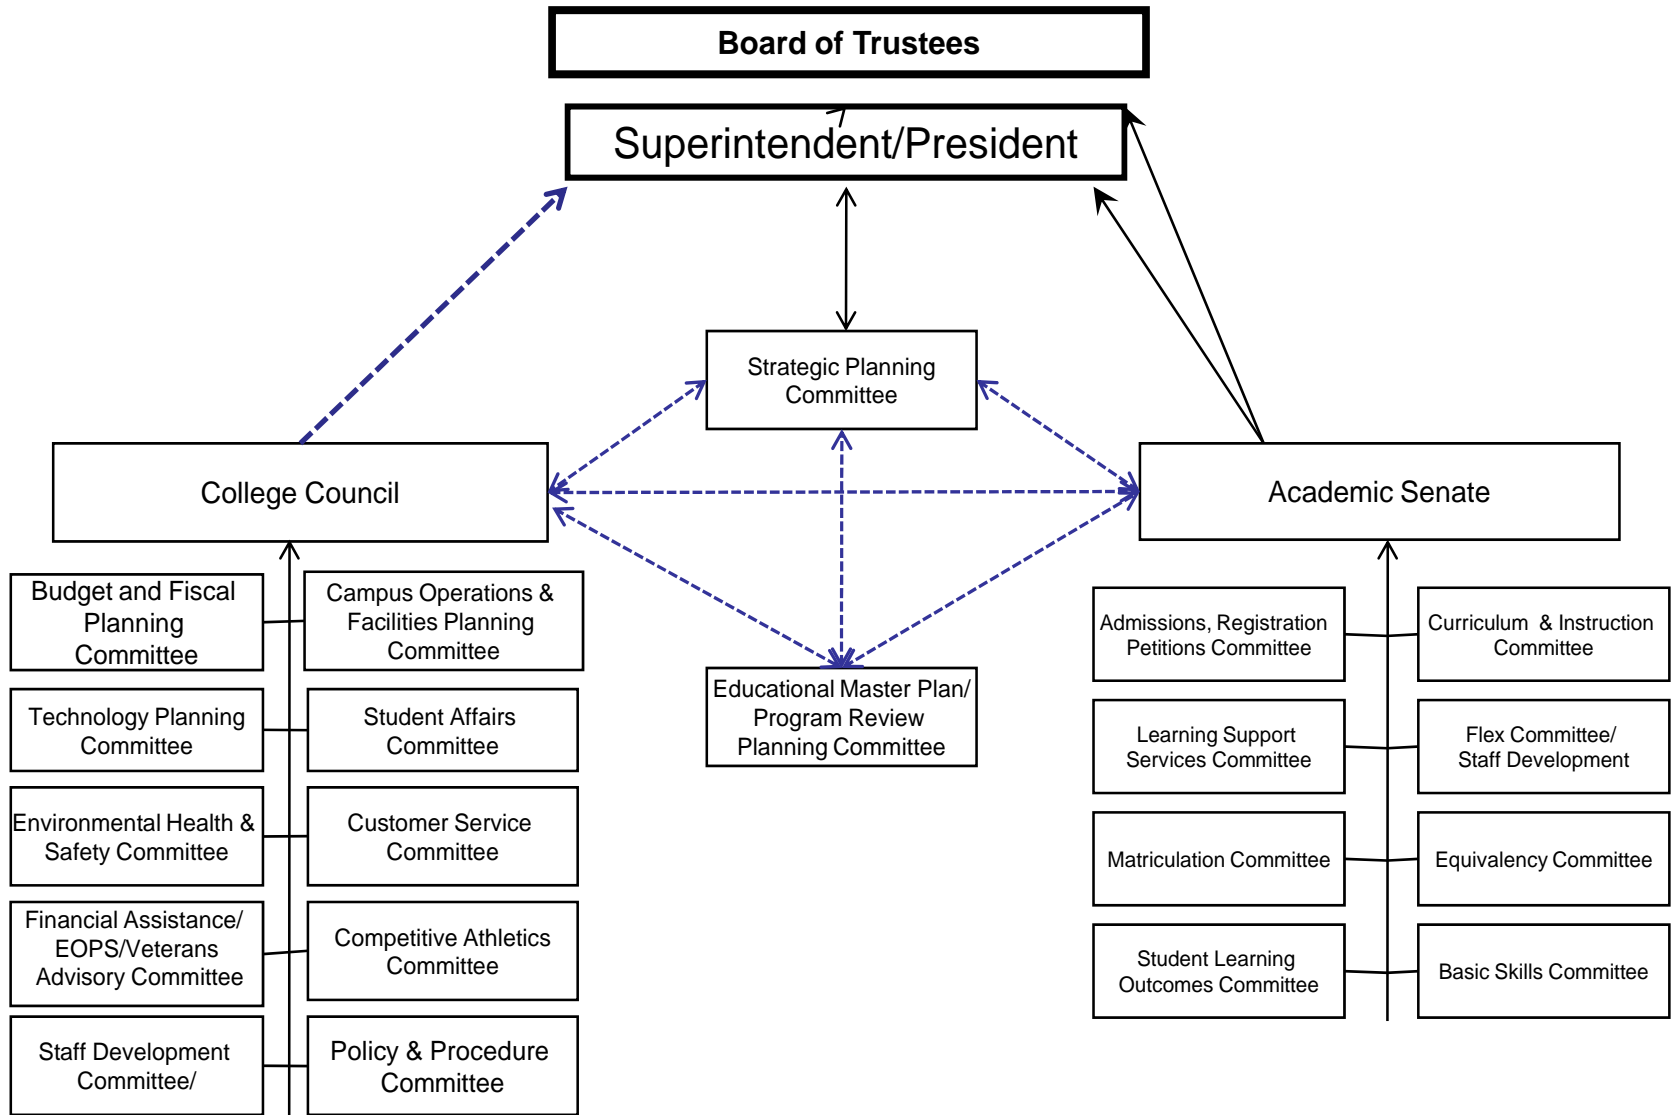 Board of Trustees
Superintendent/President
Strategic Planning
Committee
College Council
Academic Senate
Budget and Fiscal
Planning
Committee
Campus Operations &
Facilities Planning
Committee
Technology Planning
Committee
Student Affairs
Committee
Environmental Health &
Safety Committee
Customer Service
Committee
Financial Assistance/
EOPS/Veterans
Advisory Committee
Competitive Athletics
Committee
Staff Development
Committee/
Policy & Procedure
Committee
Educational Master Plan/
Program Review
Planning Committee
Admissions, Registration
Petitions Committee
Curriculum & Instruction
Committee
Learning Support
Services Committee
Flex Committee/
Staff Development
Matriculation Committee
Equivalency Committee
Student Learning
Outcomes Committee
Basic Skills Committee